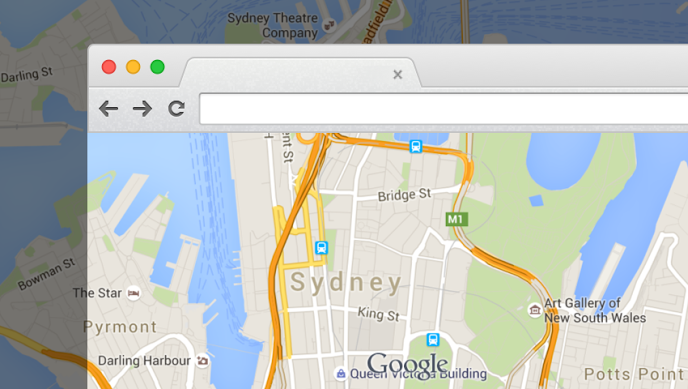 Sydney Theatre
Company
adfield
Darling St
ent St
Bridge St
M1
Bowman St
Sydney
The Star
Art Gallery of
New South Wales
King St
Pyrmont
Darling Harbour
Google
Queen Victoria Building
Potts Point